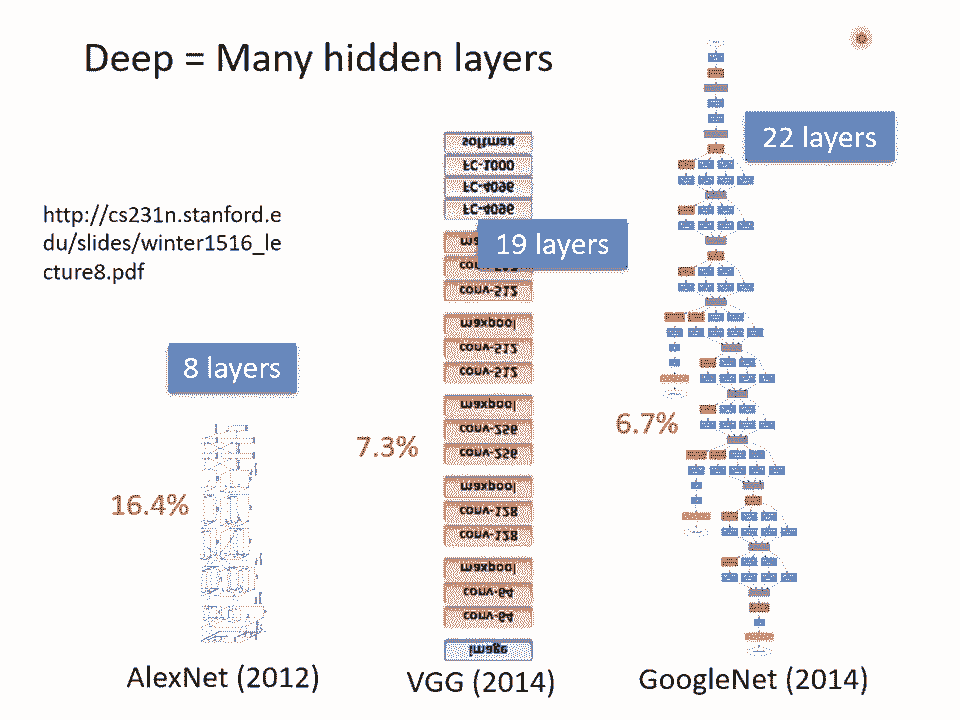 Deep = Many hidden layers
22 layers
http://cs231n.stanford.e
du/slides/winter1516_le
cture8.pdf
softmax
FC-1000
FC-4096
FC-4096
19 layers
conv-512
maxpool
conv-512
conv-512
8 layers
maxpool
conv-256
conv-256
7.3%
6.7%
16.4%
maxpool
conv-128
conv-128
maxpool
conv-64
conv-64
image
AlexNet (2012)
VGG (2014)
GoogleNet (2014)